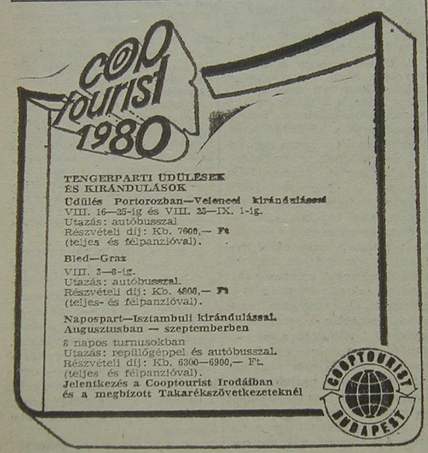 COOP
tourist
1980
TENGERPARTI ÜDÜLÉSEK
ÉS KIRÁNDULÁSOK
Üdülés Portorozban—Velencei kirándulással
VIII. 16—25-ig és VIII. 25—IX. 1-ig.
Utazás: autóbusszal
Részvételi díj: Kb. 7600,— Ft
(teljes és félpanzióval).
Bled—Graz
VIII. 3—8-ig.
Utazás: autóbusszal.
Részvételi díj: Kb. 4800,— Ft
(teljes- és félpanzióval).
Napospart—Isztambuli kirándulással.
Augusztusban — szeptemberben
8 napos turnusokban
Utazás: repülőgéppel és autóbusszal.
Részvételi díj: Kb. 6300—6900,— Ft.
(teljes és félpanzióval).
Jelentkezés a Cooptourist Irodáiban
és a megbízott Takarékszövetkezeteknél
COOPTOURIST
BUDAPEST